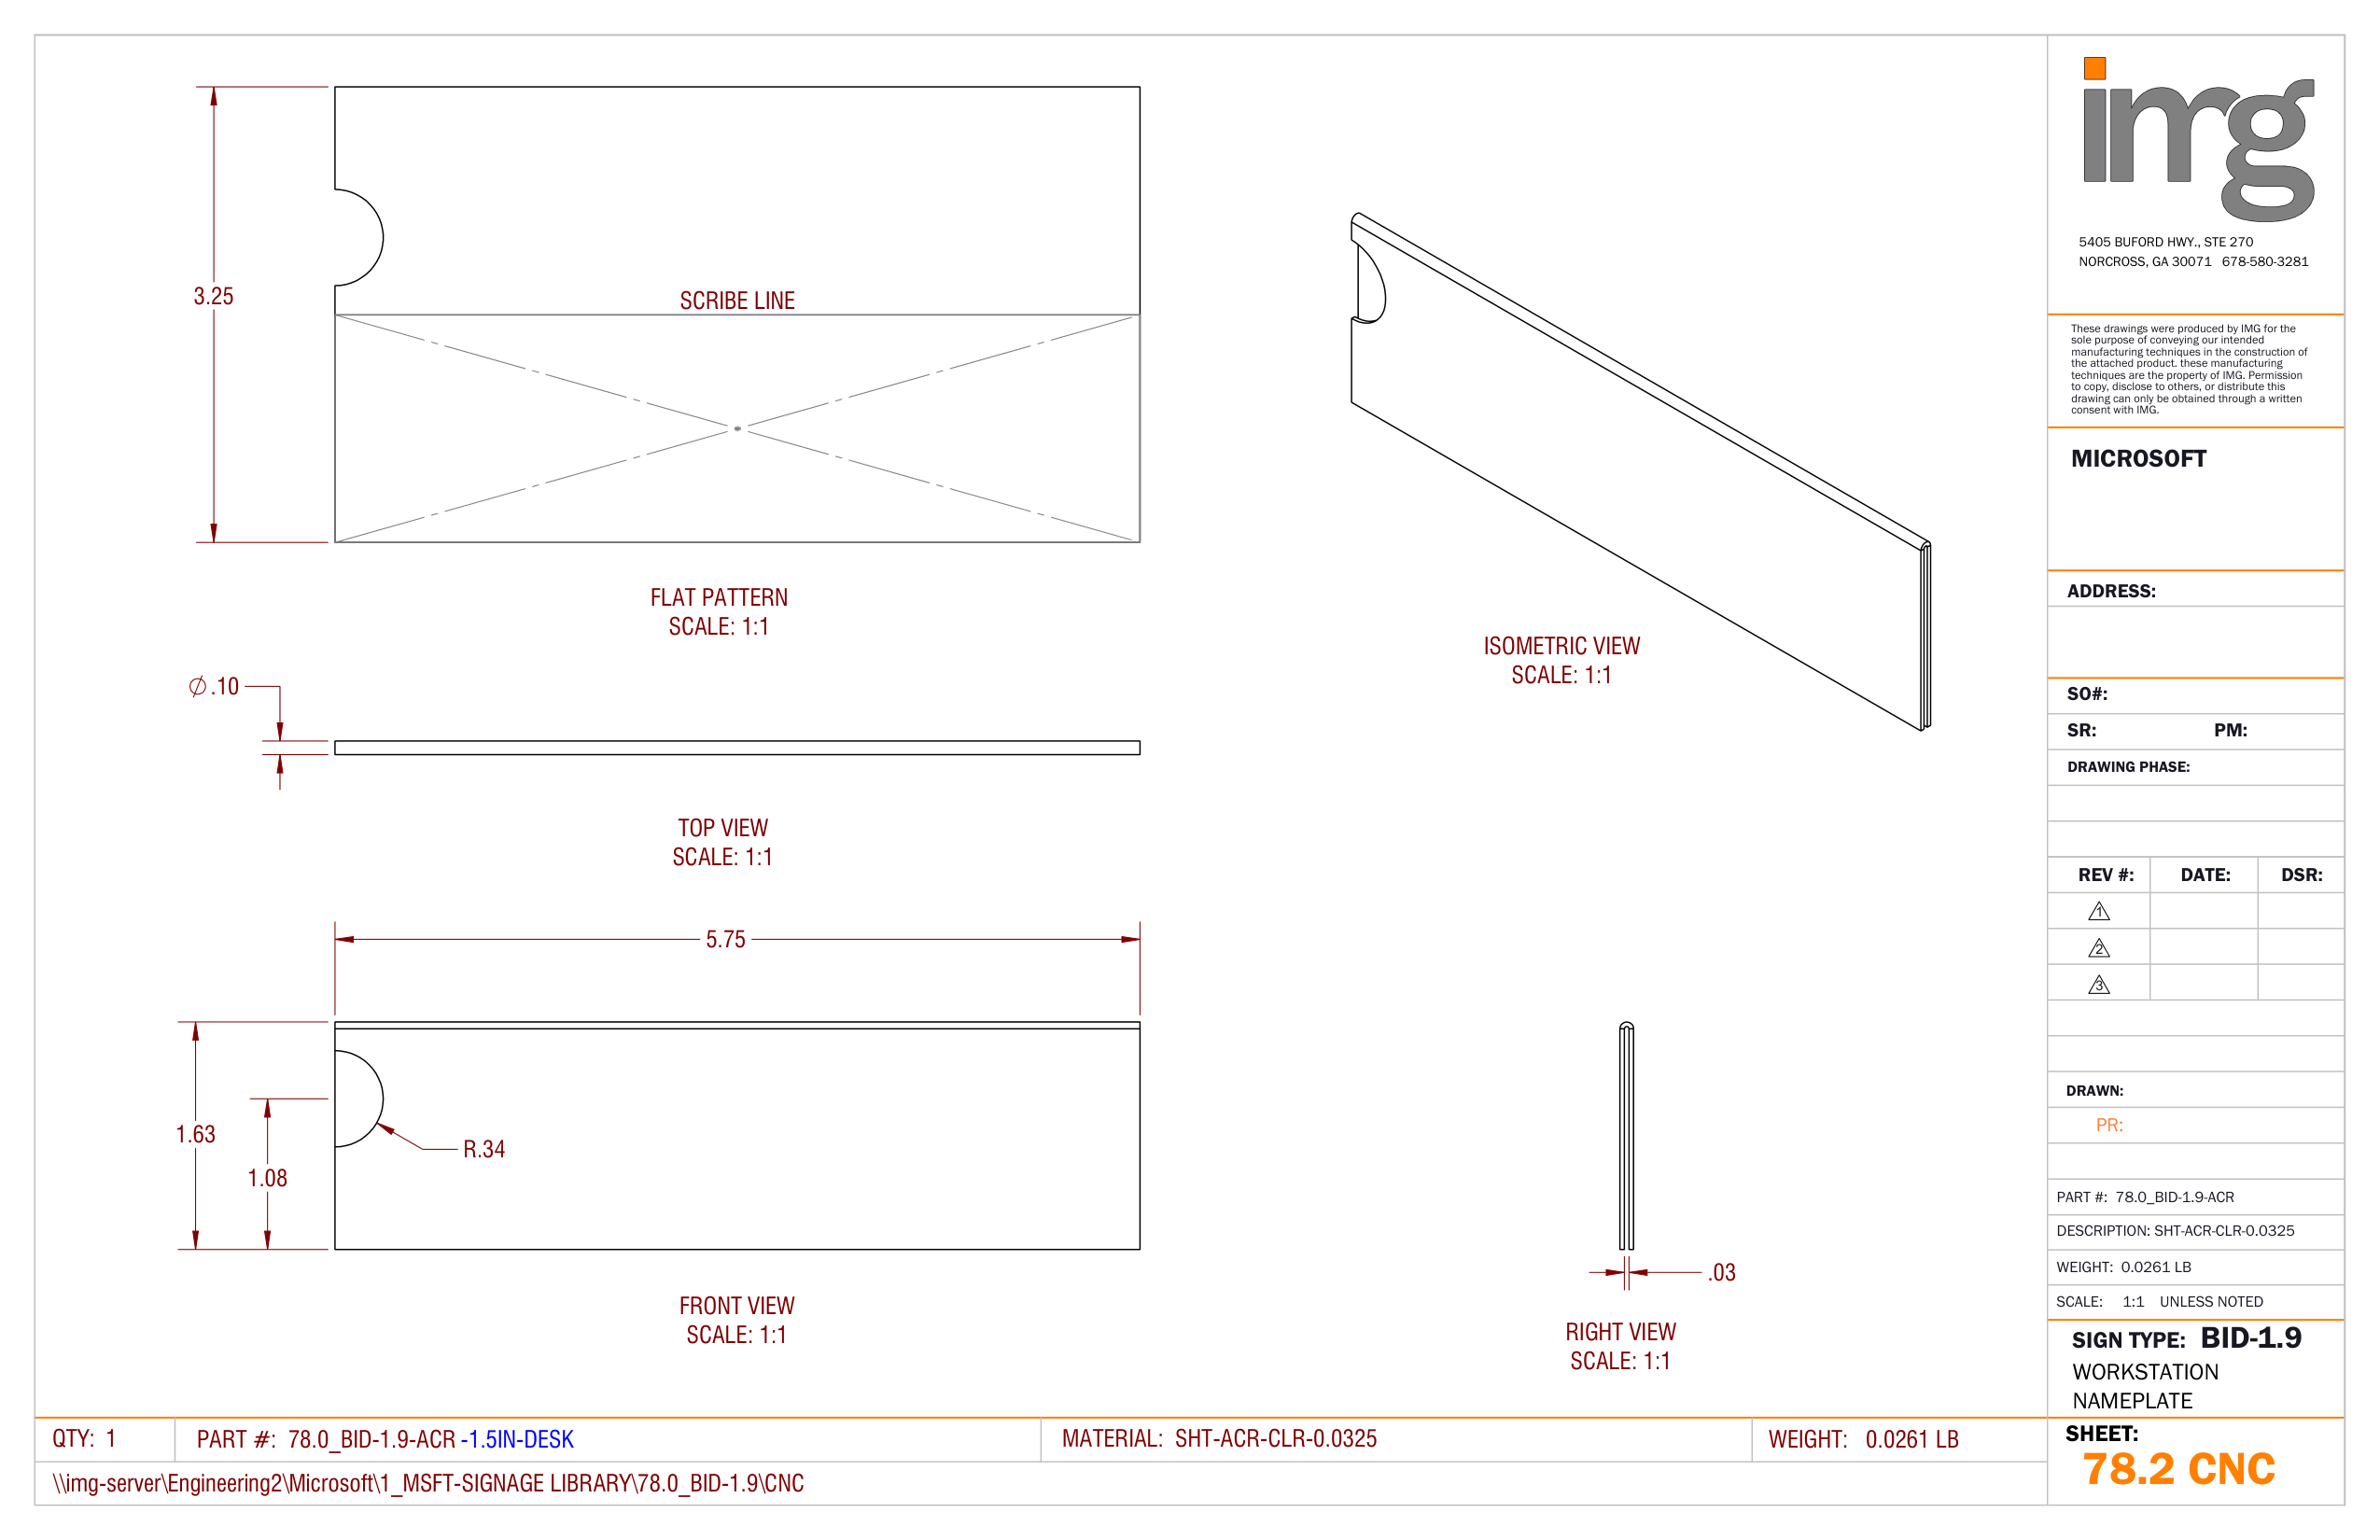 3.25
SCRIBE LINE
FLAT PATTERN
SCALE: 1:1
ISOMETRIC VIEW
SCALE: 1:1
∅.10
TOP VIEW
SCALE: 1:1
5.75
1.63
1.08
R.34
FRONT VIEW
SCALE: 1:1
.03
RIGHT VIEW
SCALE: 1:1
img
5405 BUFORD HWY., STE 270
NORCROSS, GA 30071 678-580-3281
These drawings were produced by IMG for the
sole purpose of conveying our intended
manufacturing techniques in the construction of
the attached product. these manufacturing
techniques are the property of IMG. Permission
to copy, disclose to others, or distribute this
drawing can only be obtained through a written
consent with IMG.
MICROSOFT
ADDRESS:
SO#:
SR: PM:
DRAWING PHASE:
REV #: DATE: DSR:
1
2
3
DRAWN:
PR:
PART #: 78.0_BID-1.9-ACR
DESCRIPTION: SHT-ACR-CLR-0.0325
WEIGHT: 0.0261 LB
SCALE: 1:1 UNLESS NOTED
SIGN TYPE: BID-1.9
WORKSTATION
NAMEPLATE
SHEET:
78.2 CNC
QTY: 1 PART #: 78.0_BID-1.9-ACR -1.5IN-DESK MATERIAL: SHT-ACR-CLR-0.0325 WEIGHT: 0.0261 LB
\\img-server\Engineering2\Microsoft\1_MSFT-SIGNAGE LIBRARY\78.0_BID-1.9\CNC